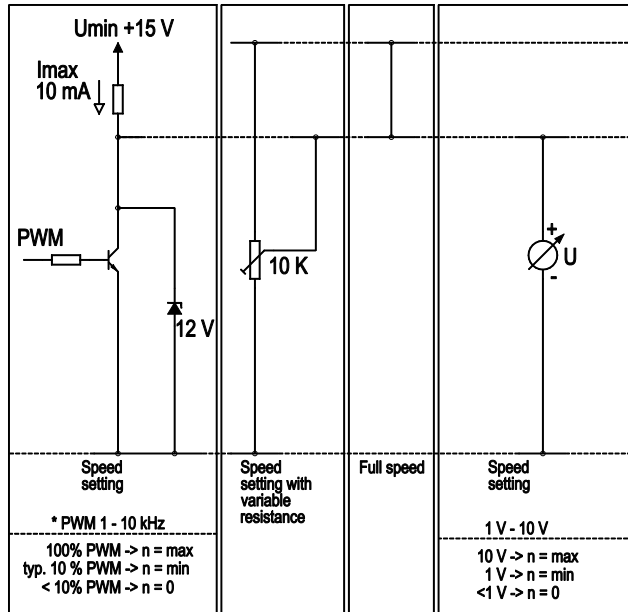 Umin +15 V
Imax
10 mA
PWM
12 V
Speed
setting
* PWM 1 - 10 kHz
100% PWM -> n = max
typ. 10 % PWM -> n = min
< 10% PWM -> n = 0
10 K
Speed
setting with
variable
resistance
Full speed
+
U
-
Speed
setting
1 V - 10 V
10 V -> n = max
1 V -> n = min
<1 V -> n = 0